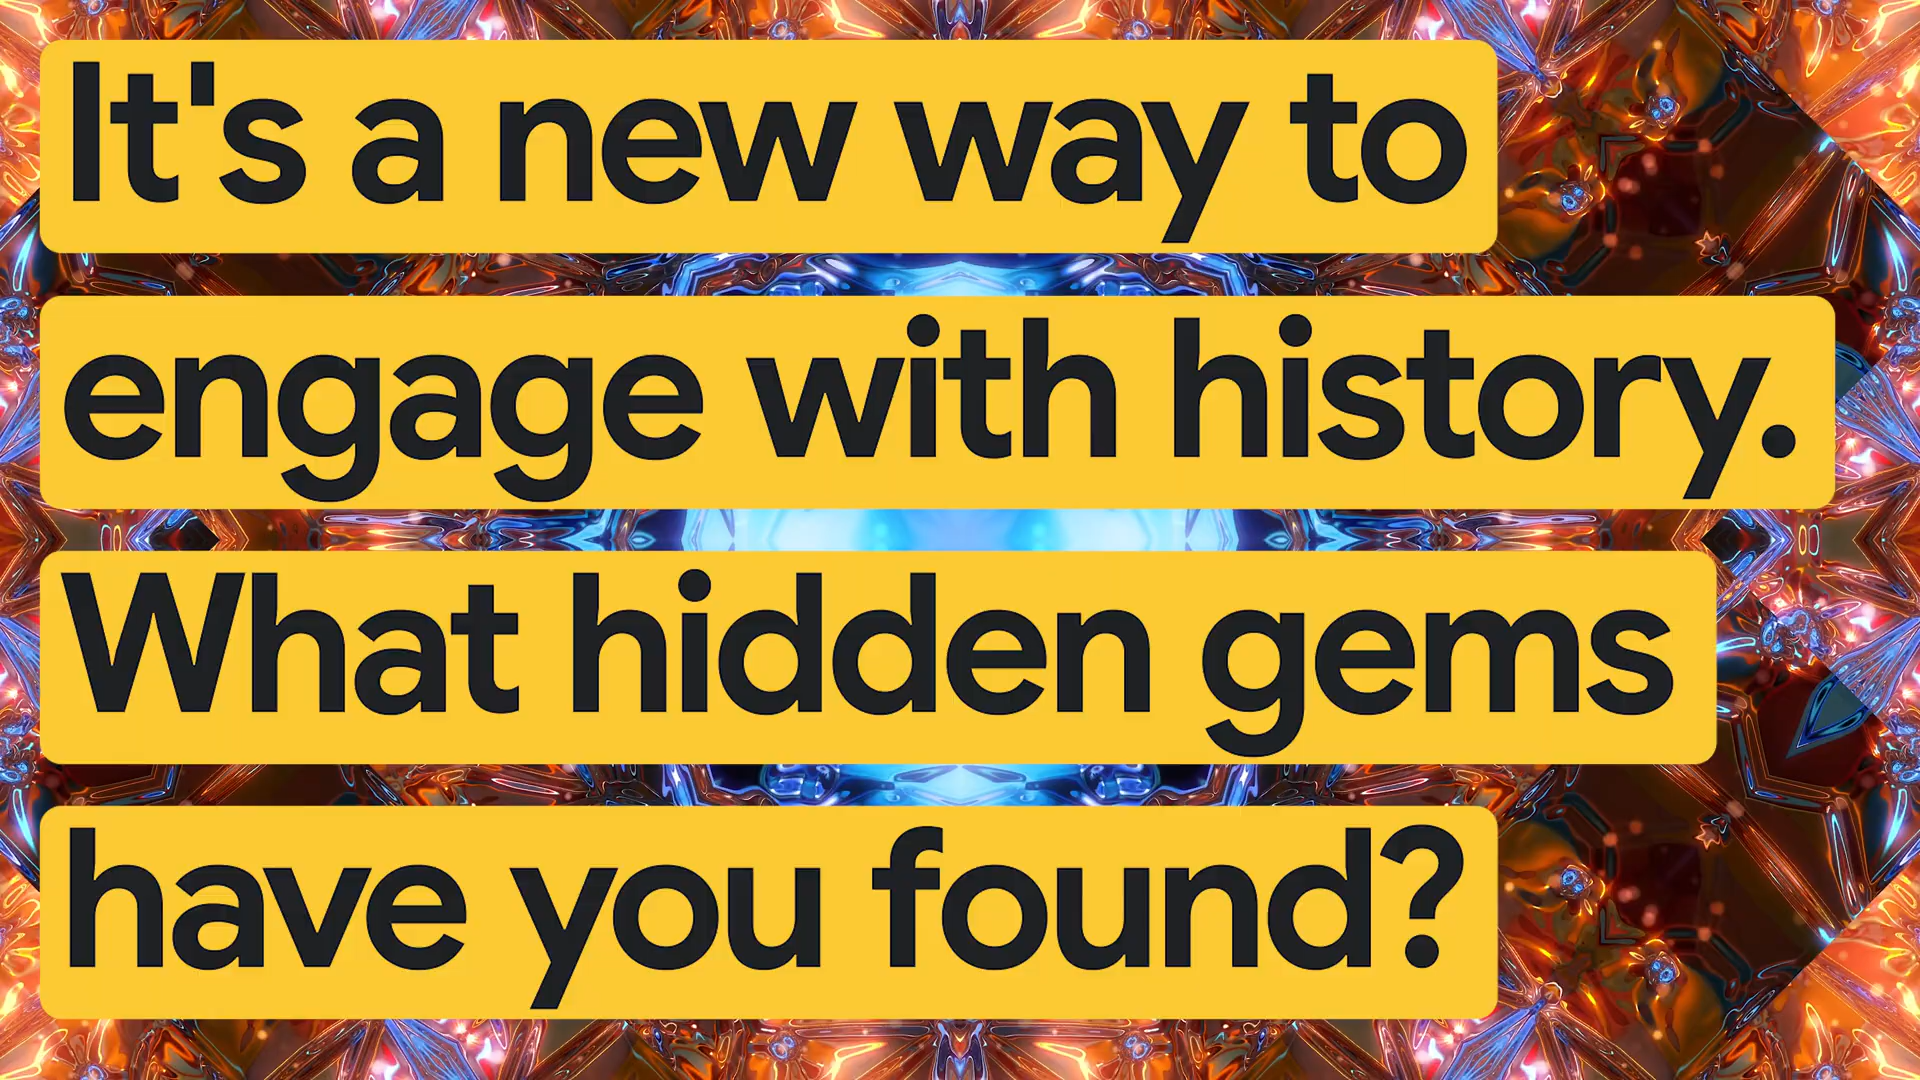 It's a new way to
engage with history.
What hidden gems
have you found?